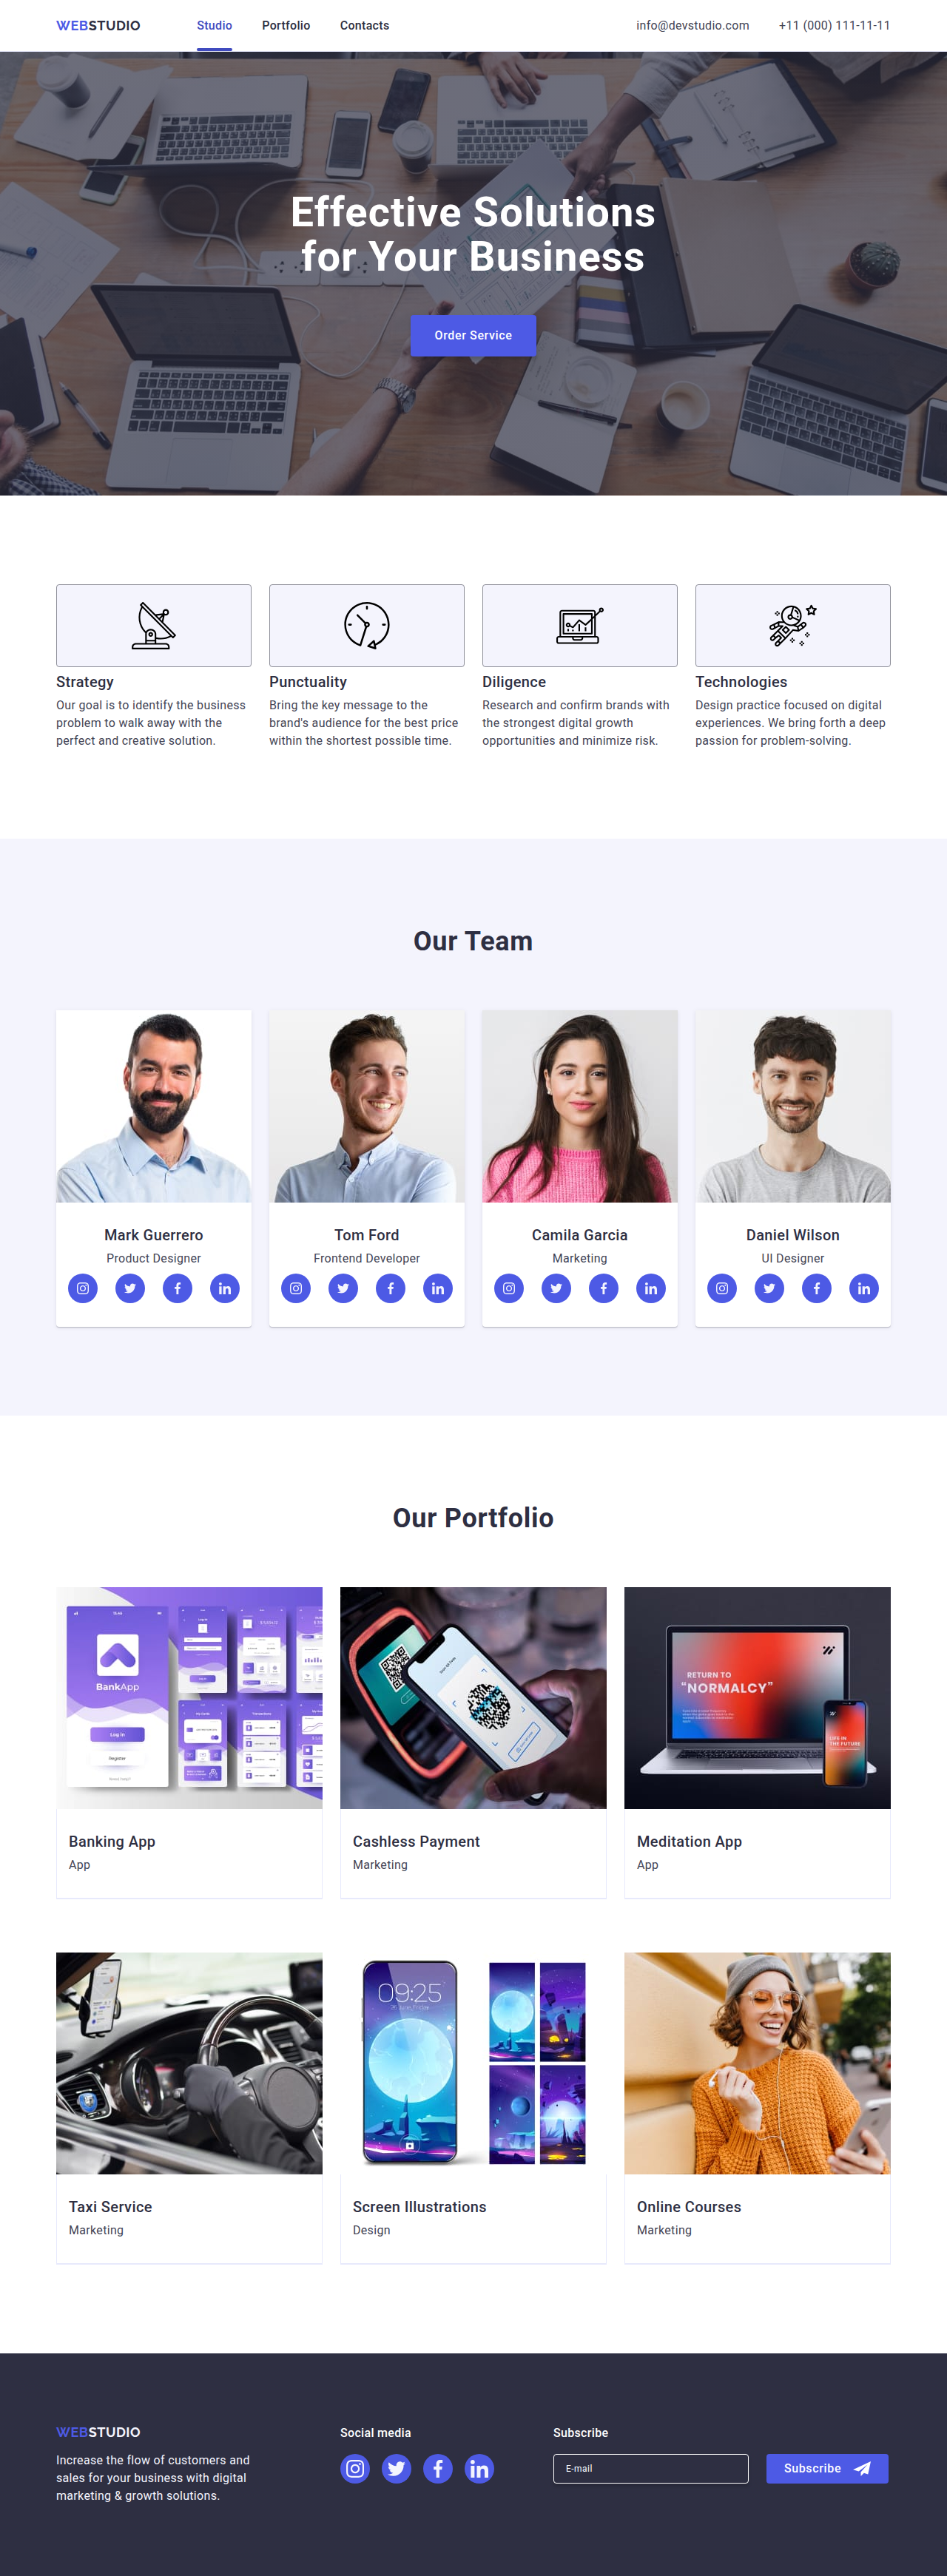 WEBSTUDIO
Studio
Portfolio
Contacts
info@devstudio.com
+11 (000) 111-11-11
Effective Solutions
for Your Business
Order Service
Strategy
Our goal is to identify the business
problem to walk away with the
perfect and creative solution.
Punctuality
Bring the key message to the
brand's audience for the best price
within the shortest possible time.
Diligence
Research and confirm brands with
the strongest digital growth
opportunities and minimize risk.
Technologies
Design practice focused on digital
experiences. We bring forth a deep
passion for problem-solving.
Our Team
Mark Guerrero
Product Designer
Tom Ford
Frontend Developer
Camila Garcia
Marketing
Daniel Wilson
UI Designer
Our Portfolio
BankApp
Log in
Register
RETURN TO
"NORMALCY"
LIFE IN
THE FUTURE
Banking App
App
Cashless Payment
Marketing
Meditation App
App
09:25
Taxi Service
Marketing
Screen Illustrations
Design
Online Courses
Marketing
WEBSTUDIO
Increase the flow of customers and
sales for your business with digital
marketing & growth solutions.
Social media
Subscribe
E-mail
Subscribe